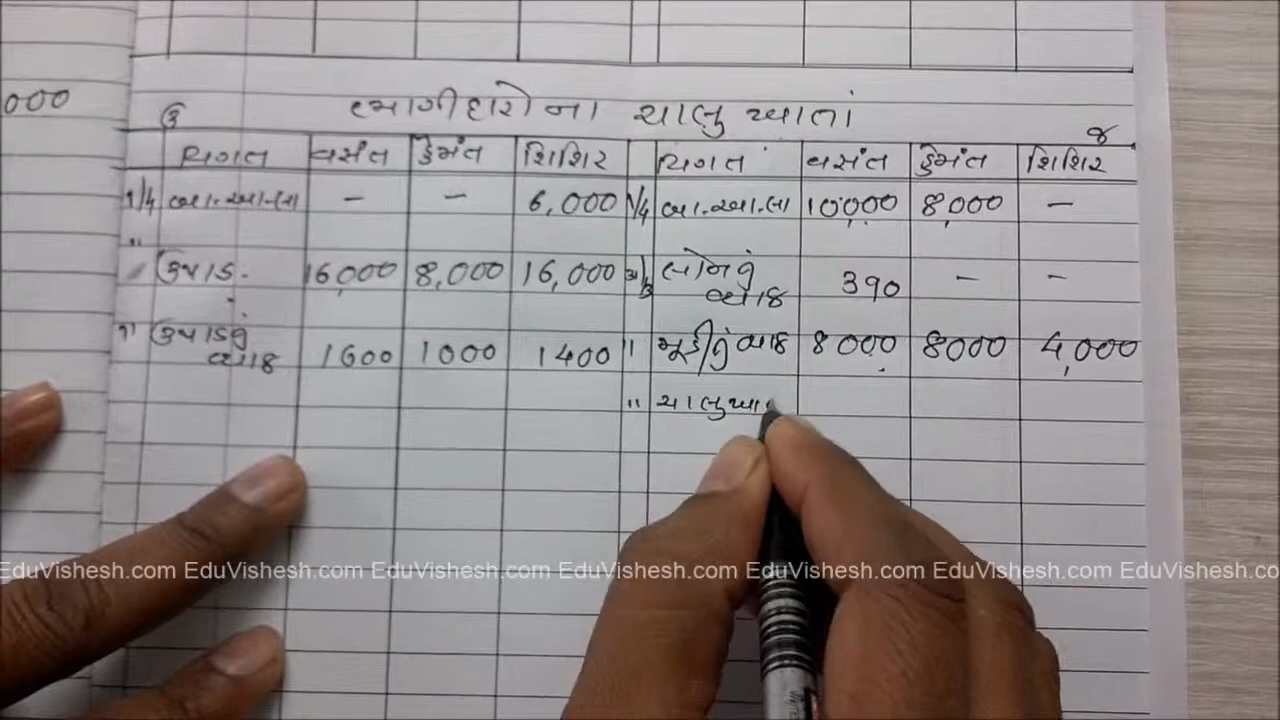 000
ઉ ભાગીદારોના ચાલુ ખાતાં જ
વિગત વસંત હેમંત શિશિર વિગત વસંત હેમંત શિશિર
1/4 બા.આ.લા - - 6,000 1/4 બા.આ.લા 10,000 8,000 -
" ઉપાડ. 16,000 8,000 16,000 31/3 લોનનું વ્યાજ 390 - -
" ઉપાડનું વ્યાજ 1600 1000 1400 " મૂડીનું વ્યાજ 8000 8000 4,000
" ચાલુ ખા
EduVishesh.com EduVishesh.com EduVishesh.com EduVishesh.com EduVishesh.com EduVishesh.com EduVishesh.co